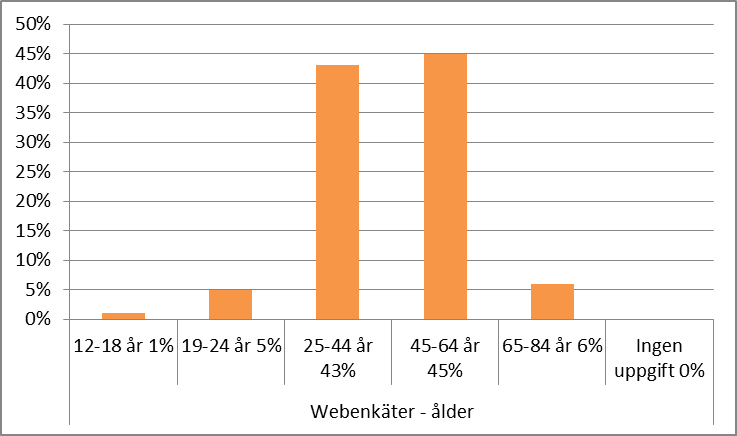 50%
45%
40%
35%
30%
25%
20%
15%
10%
5%
0%
12-18 år 1%
19-24 år 5%
25-44 år
43%
45-64 år
45%
65-84 år 6%
Ingen
uppgift 0%
Webenkäter - ålder